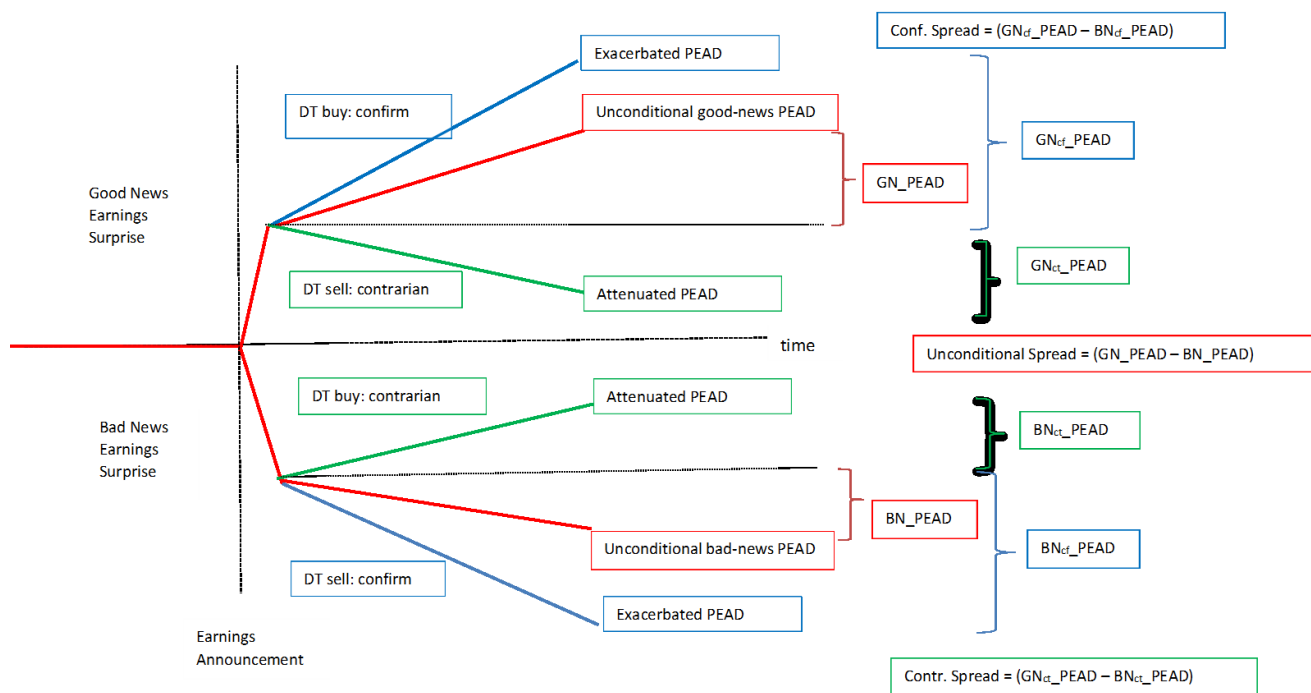 Conf. Spread = (GNcf_PEAD – BNcf_PEAD)
Exacerbated PEAD
DT buy: confirm
Unconditional good-news PEAD
GNcf_PEAD
GN_PEAD
Good News
Earnings
Surprise
GNct_PEAD
DT sell: contrarian
Attenuated PEAD
time
Unconditional Spread = (GN_PEAD – BN_PEAD)
DT buy: contrarian
Attenuated PEAD
Bad News
Earnings
Surprise
BNct_PEAD
BN_PEAD
Unconditional bad-news PEAD
BNcf_PEAD
DT sell: confirm
Exacerbated PEAD
Earnings
Announcement
Contr. Spread = (GNct_PEAD – BNct_PEAD)